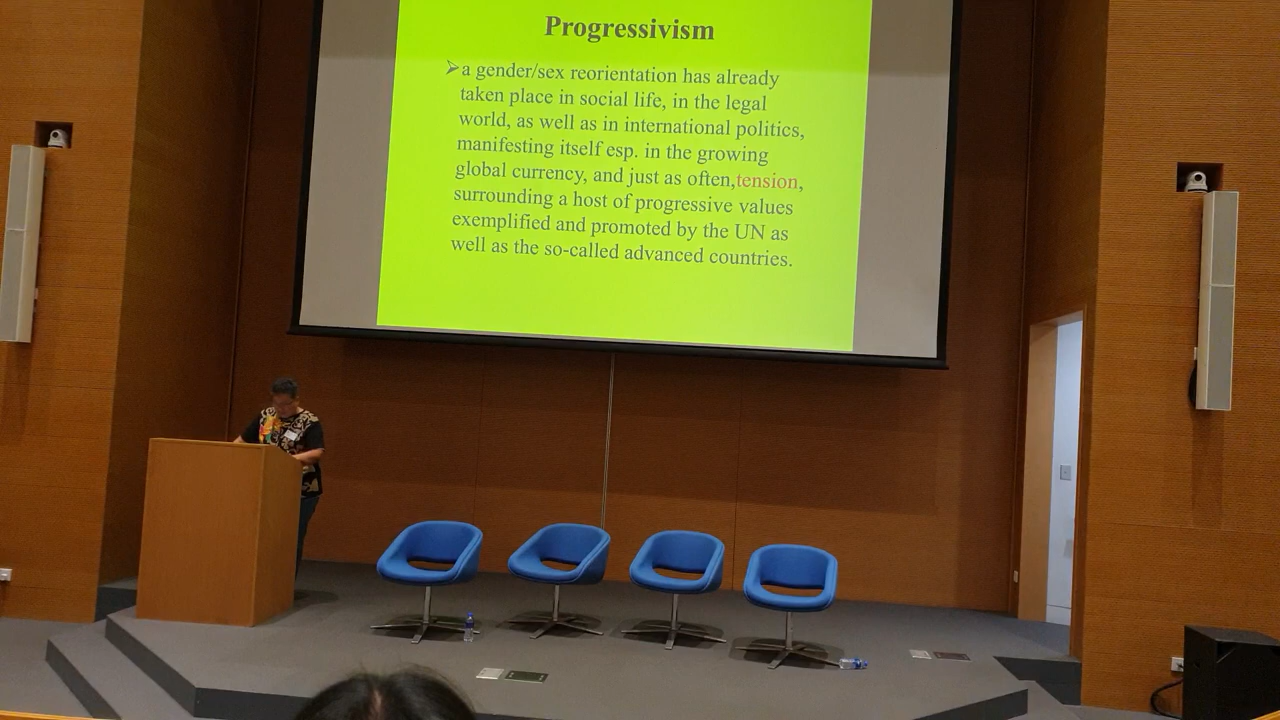 Progressivism
➢a gender/sex reorientation has already
taken place in social life, in the legal
world, as well as in international politics,
manifesting itself esp. in the growing
global currency, and just as often,tension,
surrounding a host of progressive values
exemplified and promoted by the UN as
well as the so-called advanced countries.